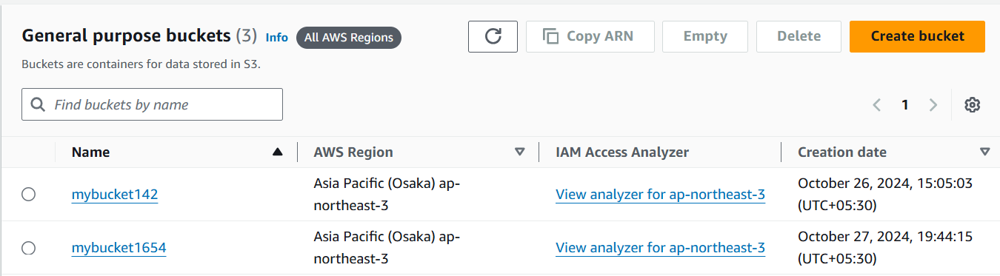 General purpose buckets (3) Info All AWS Regions
Copy ARN Empty Delete Create bucket
Buckets are containers for data stored in S3.
Find buckets by name
1
Name AWS Region IAM Access Analyzer Creation date
mybucket142 Asia Pacific (Osaka) ap- View analyzer for ap-northeast-3 October 26, 2024, 15:05:03
northeast-3 (UTC+05:30)
mybucket1654 Asia Pacific (Osaka) ap- View analyzer for ap-northeast-3 October 27, 2024, 19:44:15
northeast-3 (UTC+05:30)